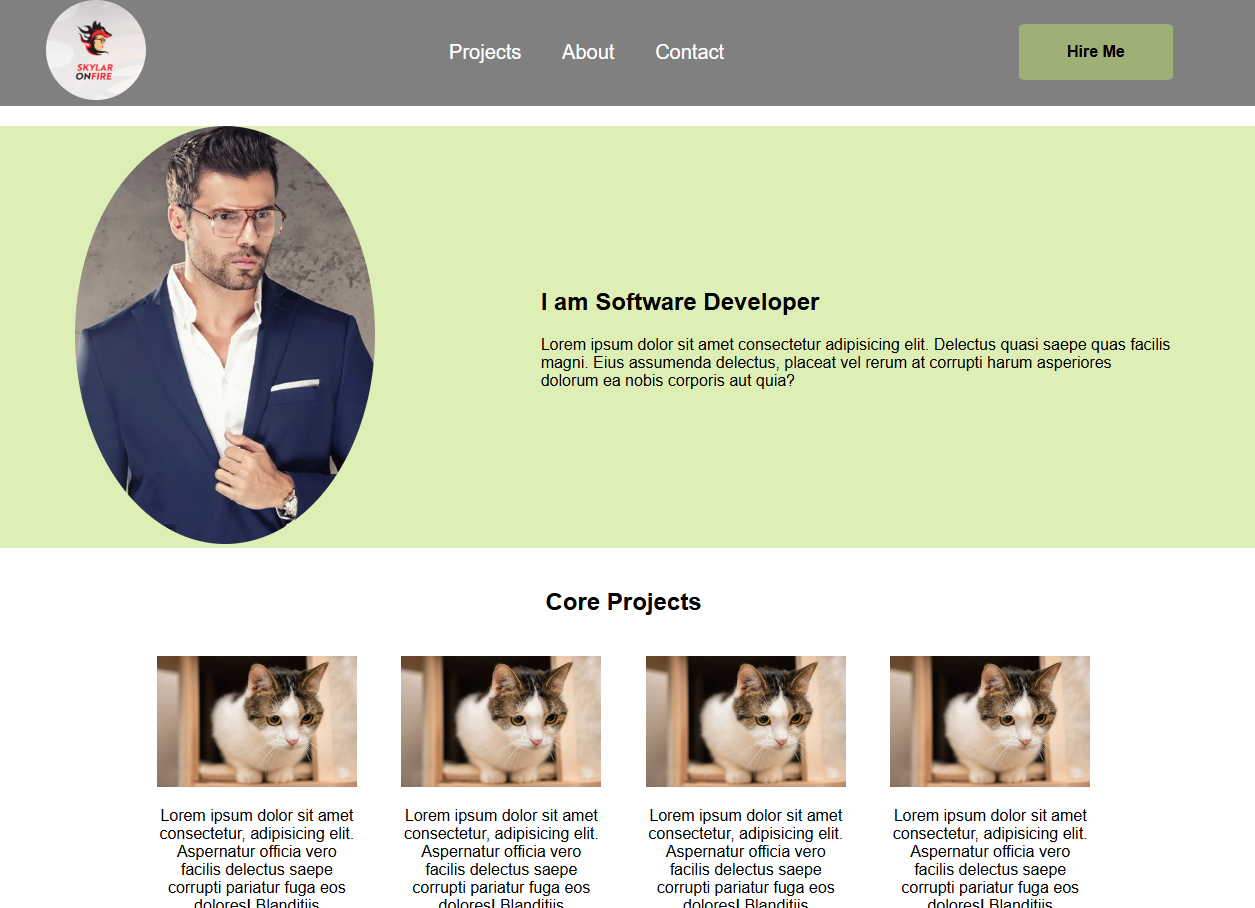 SKYLAR
ONFIRE
Projects About Contact
Hire Me
I am Software Developer
Lorem ipsum dolor sit amet consectetur adipisicing elit. Delectus quasi saepe quas facilis
magni. Eius assumenda delectus, placeat vel rerum at corrupti harum asperiores
dolorum ea nobis corporis aut quia?
Core Projects
Lorem ipsum dolor sit amet
consectetur, adipisicing elit.
Aspernatur officia vero
facilis delectus saepe
corrupti pariatur fuga eos
dolores! Blanditiis
Lorem ipsum dolor sit amet
consectetur, adipisicing elit.
Aspernatur officia vero
facilis delectus saepe
corrupti pariatur fuga eos
dolores! Blanditiis
Lorem ipsum dolor sit amet
consectetur, adipisicing elit.
Aspernatur officia vero
facilis delectus saepe
corrupti pariatur fuga eos
dolores! Blanditiis
Lorem ipsum dolor sit amet
consectetur, adipisicing elit.
Aspernatur officia vero
facilis delectus saepe
corrupti pariatur fuga eos
dolores! Blanditiis